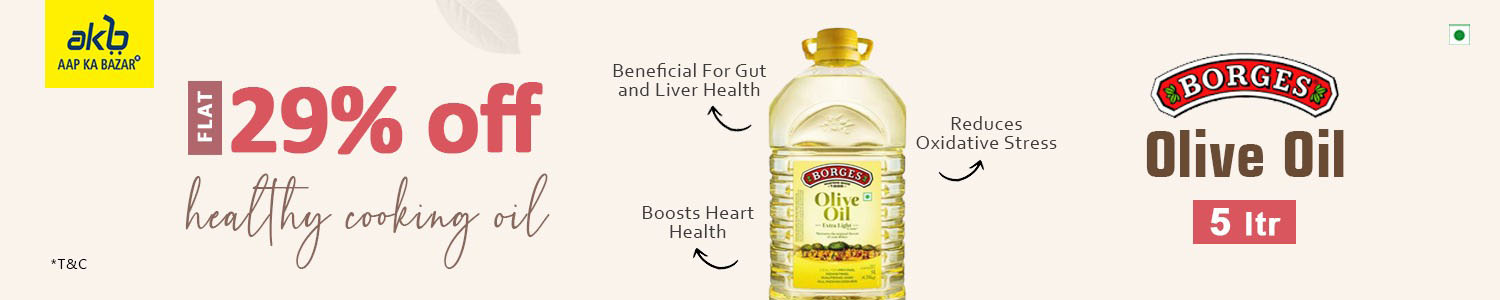 akb
AAP KA BAZAR
FLAT
29% off
healthy cooking oil
*T&C
Beneficial For Gut
and Liver Health
Reduces
Oxidative Stress
Boosts Heart
Health
BORGES
Olive
Oil
Extra Light
BORGES
Olive Oil
5 ltr